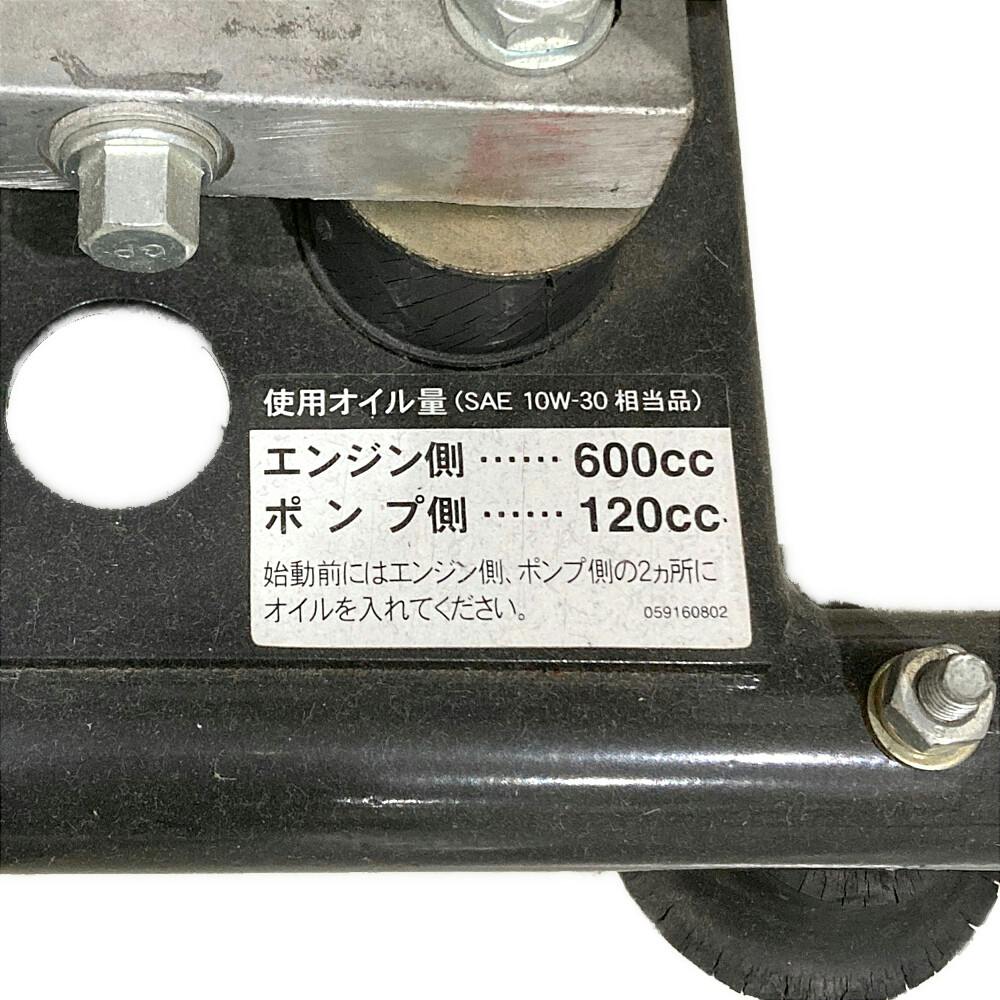 使用オイル量(SAE 10W-30 相当品)
エンジン側 …… 600cc
ポンプ側 …… 120cc
始動前にはエンジン側、ポンプ側の2ヵ所に
オイルを入れてください。 059160802